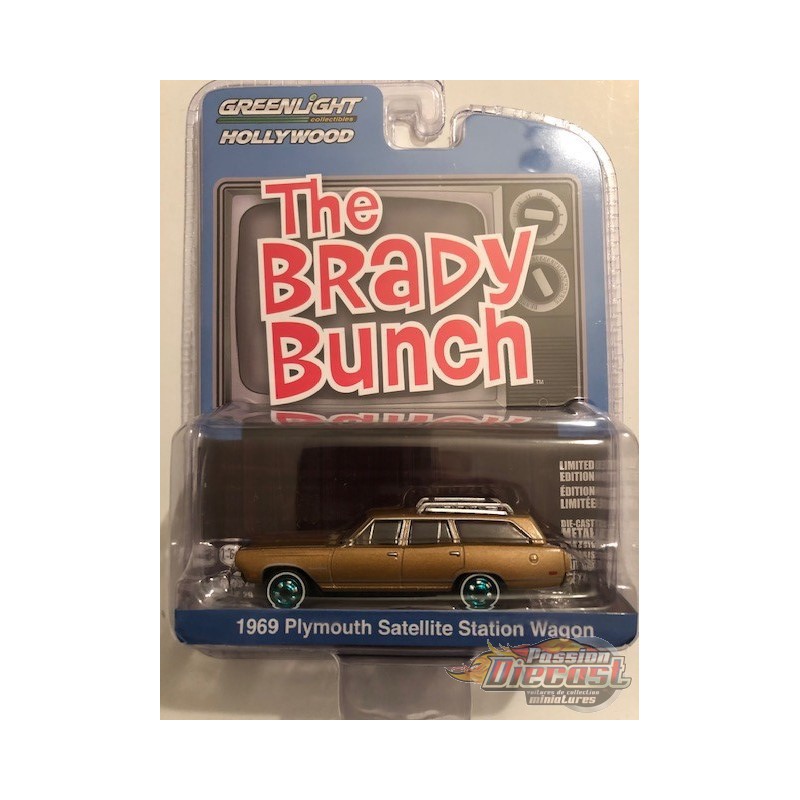 GREENLIGHT
collectibles
HOLLYWOOD
The
BRADY
BUNCH
™
LIMITED
EDITION
ÉDITION
LIMITÉE
DIE-CAST
METAL
1969 Plymouth Satellite Station Wagon
Passion
Diecast
voitures de collection
miniatures